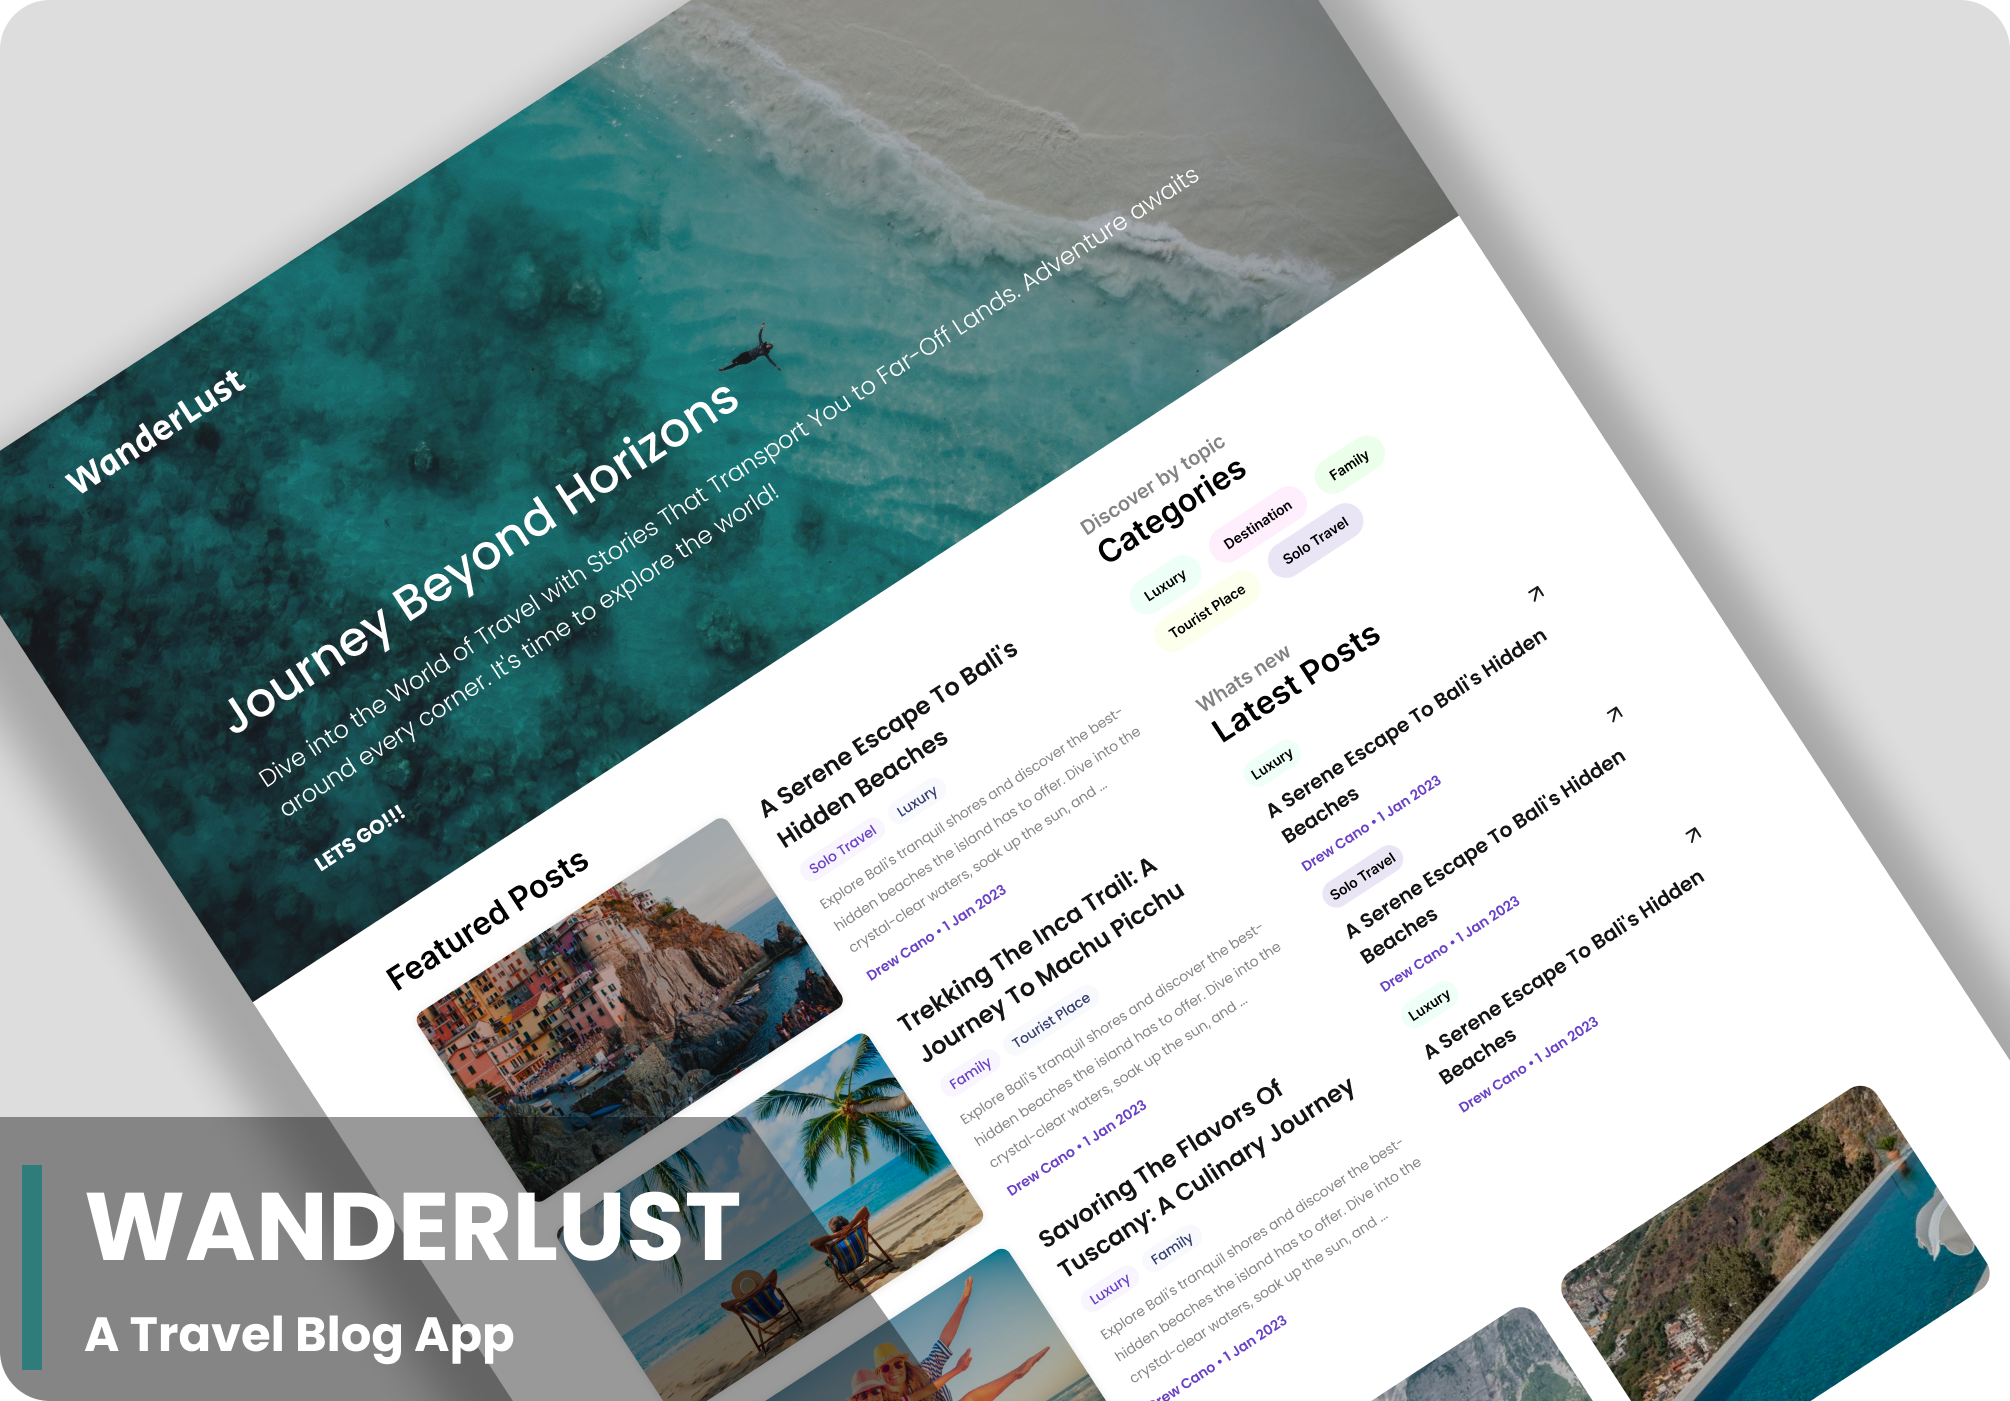 WanderLust
Journey Beyond Horizons
Dive into the World of Travel with Stories That Transport You to Far-Off Lands. Adventure awaits
around every corner. It's time to explore the world!
LETS GO!!!
Featured Posts
A Serene Escape To Bali's
Hidden Beaches
Solo Travel
Luxury
Explore Bali's tranquil shores and discover the best-
hidden beaches the island has to offer. Dive into the
crystal-clear waters, soak up the sun, and ...
Drew Cano • 1 Jan 2023
Trekking The Inca Trail: A
Journey To Machu Picchu
Family
Tourist Place
Explore Bali's tranquil shores and discover the best-
hidden beaches the island has to offer. Dive into the
crystal-clear waters, soak up the sun, and ...
Drew Cano • 1 Jan 2023
Savoring The Flavors Of
Tuscany: A Culinary Journey
Luxury
Family
Explore Bali's tranquil shores and discover the best-
hidden beaches the island has to offer. Dive into the
crystal-clear waters, soak up the sun, and ...
Drew Cano • 1 Jan 2023
Discover by topic
Categories
Luxury
Destination
Family
Tourist Place
Solo Travel
Whats new
Latest Posts
Luxury
A Serene Escape To Bali's Hidden
Beaches
Drew Cano • 1 Jan 2023
Solo Travel
A Serene Escape To Bali's Hidden
Beaches
Drew Cano • 1 Jan 2023
Luxury
A Serene Escape To Bali's Hidden
Beaches
Drew Cano • 1 Jan 2023
WANDERLUST
A Travel Blog App